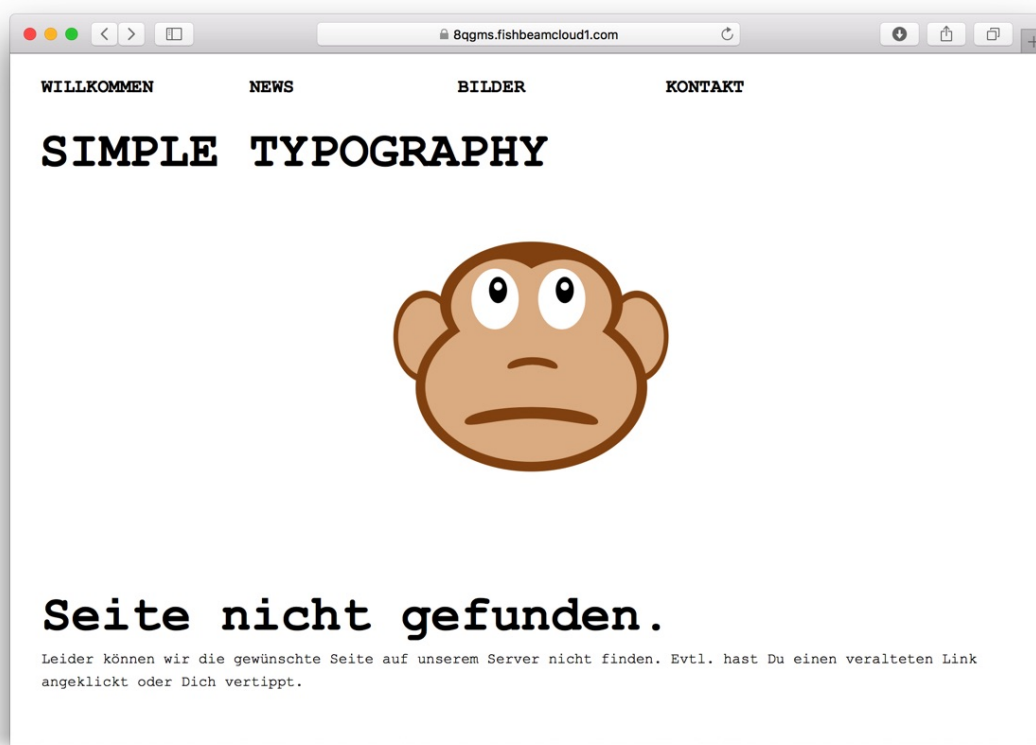 8qgms.fishbeamcloud1.com
WILLKOMMEN NEWS BILDER KONTAKT
SIMPLE TYPOGRAPHY
Seite nicht gefunden.
Leider können wir die gewünschte Seite auf unserem Server nicht finden. Evtl. hast Du einen veralteten Link
angeklickt oder Dich vertippt.